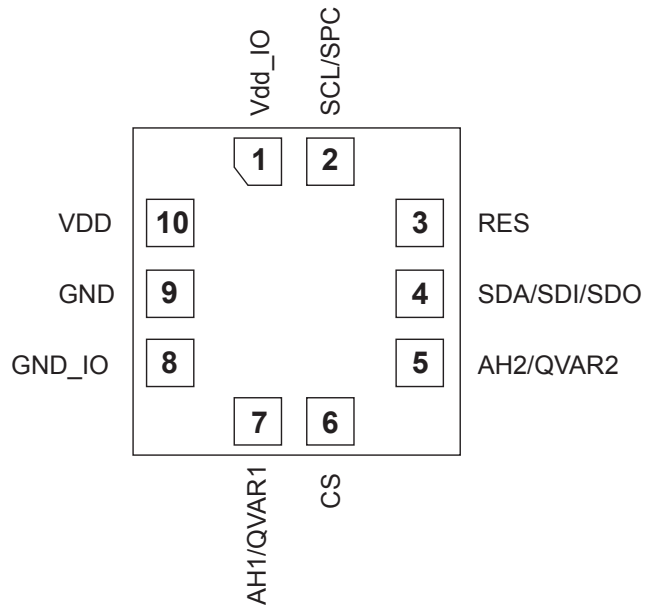 Vdd_IO
SCL/SPC
1
2
VDD
10
3
RES
GND
9
4
SDA/SDI/SDO
GND_IO
8
5
AH2/QVAR2
7
6
AH1/QVAR1
CS